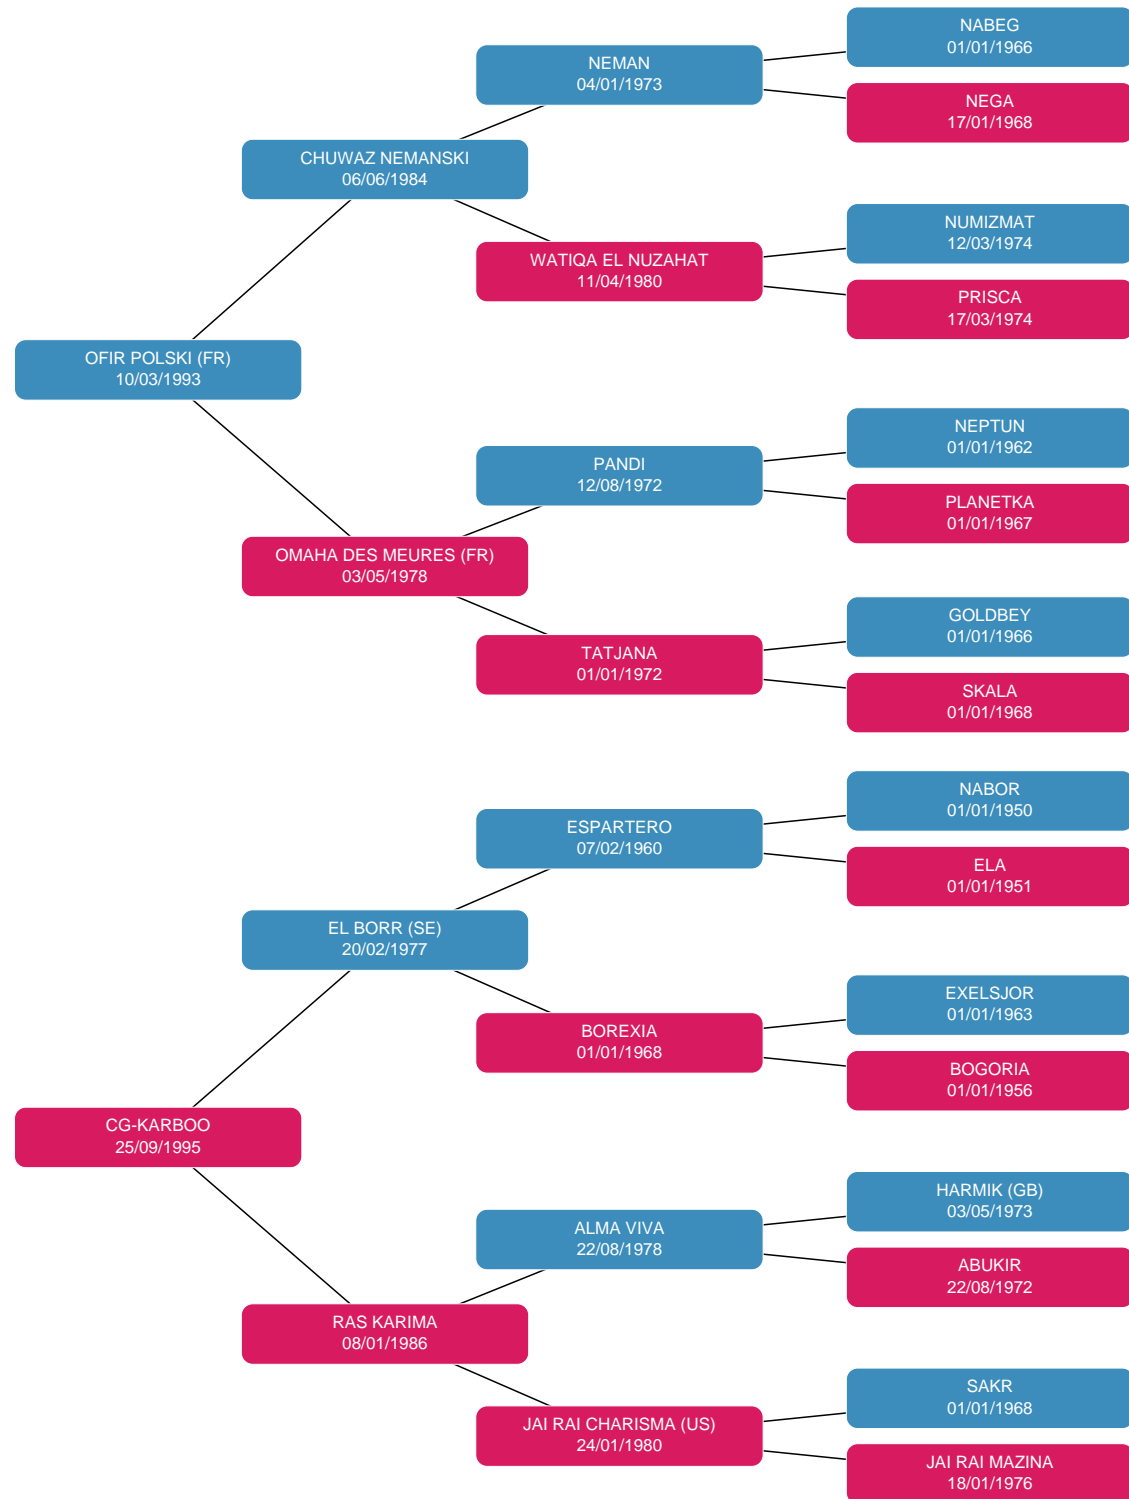 NABEG
01/01/1966
NEMAN
04/01/1973
NEGA
17/01/1968
CHUWAZ NEMANSKI
06/06/1984
NUMIZMAT
12/03/1974
WATIQA EL NUZAHAT
11/04/1980
PRISCA
17/03/1974
OFIR POLSKI (FR)
10/03/1993
NEPTUN
01/01/1962
PANDI
12/08/1972
PLANETKA
01/01/1967
OMAHA DES MEURES (FR)
03/05/1978
GOLDBEY
01/01/1966
TATJANA
01/01/1972
SKALA
01/01/1968
NABOR
01/01/1950
ESPARTERO
07/02/1960
ELA
01/01/1951
EL BORR (SE)
20/02/1977
EXELSJOR
01/01/1963
BOREXIA
01/01/1968
BOGORIA
01/01/1956
CG-KARBOO
25/09/1995
HARMIK (GB)
03/05/1973
ALMA VIVA
22/08/1978
ABUKIR
22/08/1972
RAS KARIMA
08/01/1986
SAKR
01/01/1968
JAI RAI CHARISMA (US)
24/01/1980
JAI RAI MAZINA
18/01/1976